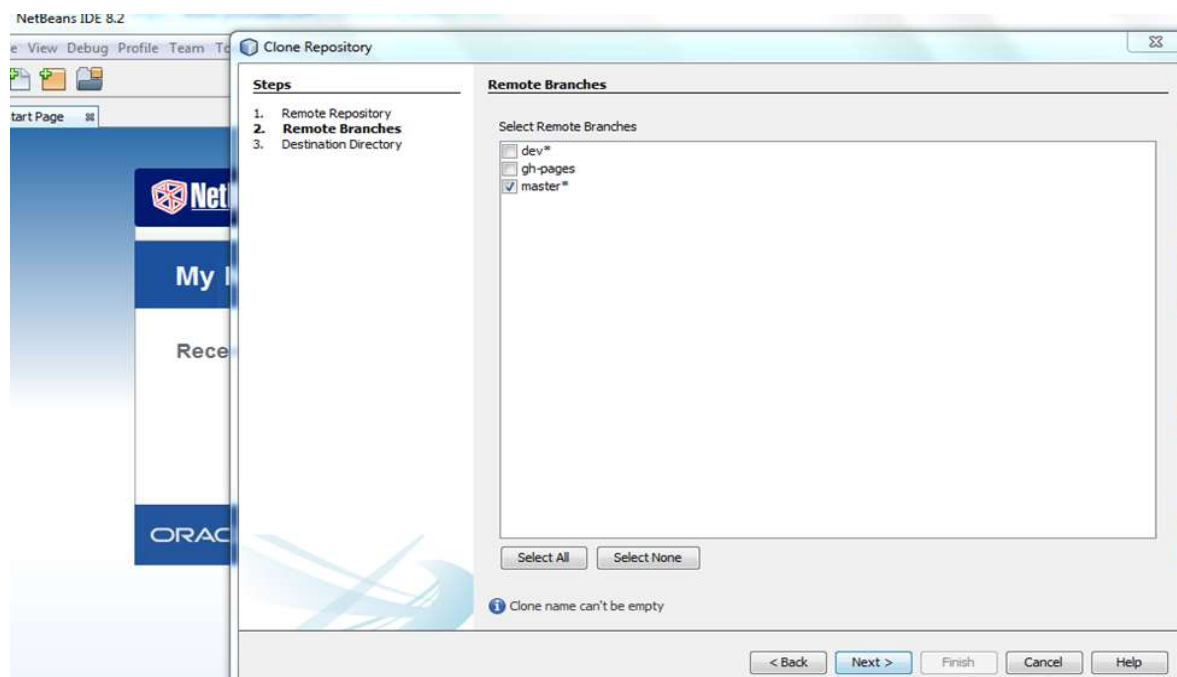 NetBeans IDE 8.2
e View Debug Profile Team
Clone Repository
tart Page
Net
My
Rece
ORAC
Steps
1. Remote Repository
2. Remote Branches
3. Destination Directory
Remote Branches
Select Remote Branches
dev*
gh-pages
master*
Select All Select None
Clone name can't be empty
< Back Next > Finish Cancel Help